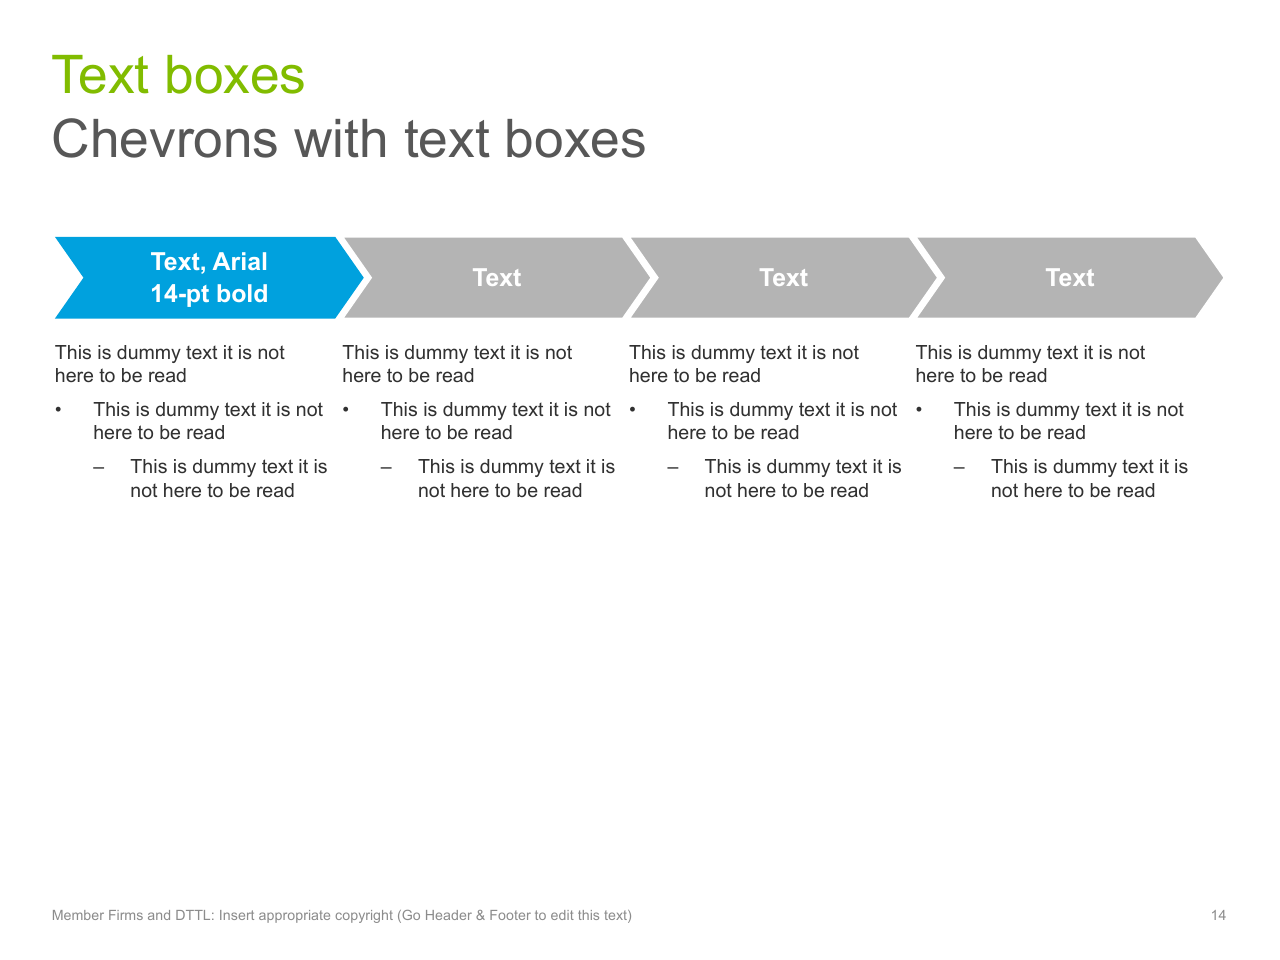 Text boxes
Chevrons with text boxes
Text, Arial
14-pt bold
Text
Text
Text
This is dummy text it is not
here to be read
• This is dummy text it is not
here to be read
– This is dummy text it is
not here to be read
This is dummy text it is not
here to be read
• This is dummy text it is not
here to be read
– This is dummy text it is
not here to be read
This is dummy text it is not
here to be read
• This is dummy text it is not
here to be read
– This is dummy text it is
not here to be read
This is dummy text it is not
here to be read
• This is dummy text it is not
here to be read
– This is dummy text it is
not here to be read
Member Firms and DTTL: Insert appropriate copyright (Go Header & Footer to edit this text)
14